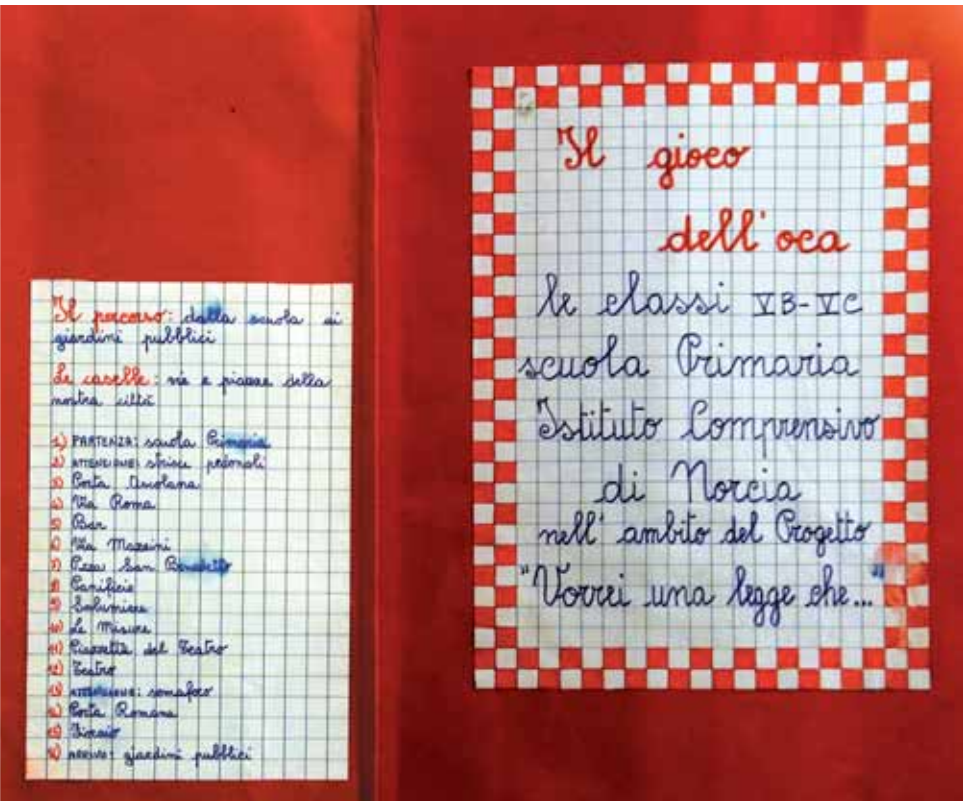 Il percorso: dalla scuola ai
giardini pubblici
Le caselle: vie e piazze della
nostra città
1) PARTENZA: scuola Primaria
2) ATTENZIONE: strisce pedonali
3) Porta Ascolana
4) Via Roma
5) Bar
6) Via Mazzini
7) P.zza San Benedetto
8) Panificio
9) Salumiere
10) Le Misure
11) Piazzetta del Teatro
12) Teatro
13) ATTENZIONE: semaforo
14) Porta Romana
15) Fioraio
16) ARRIVO: giardini pubblici
Il gioco
dell'oca
le classi VB-VC
scuola Primaria
Istituto Comprensivo
di Norcia
nell'ambito del Progetto
"Vorrei una legge che..."